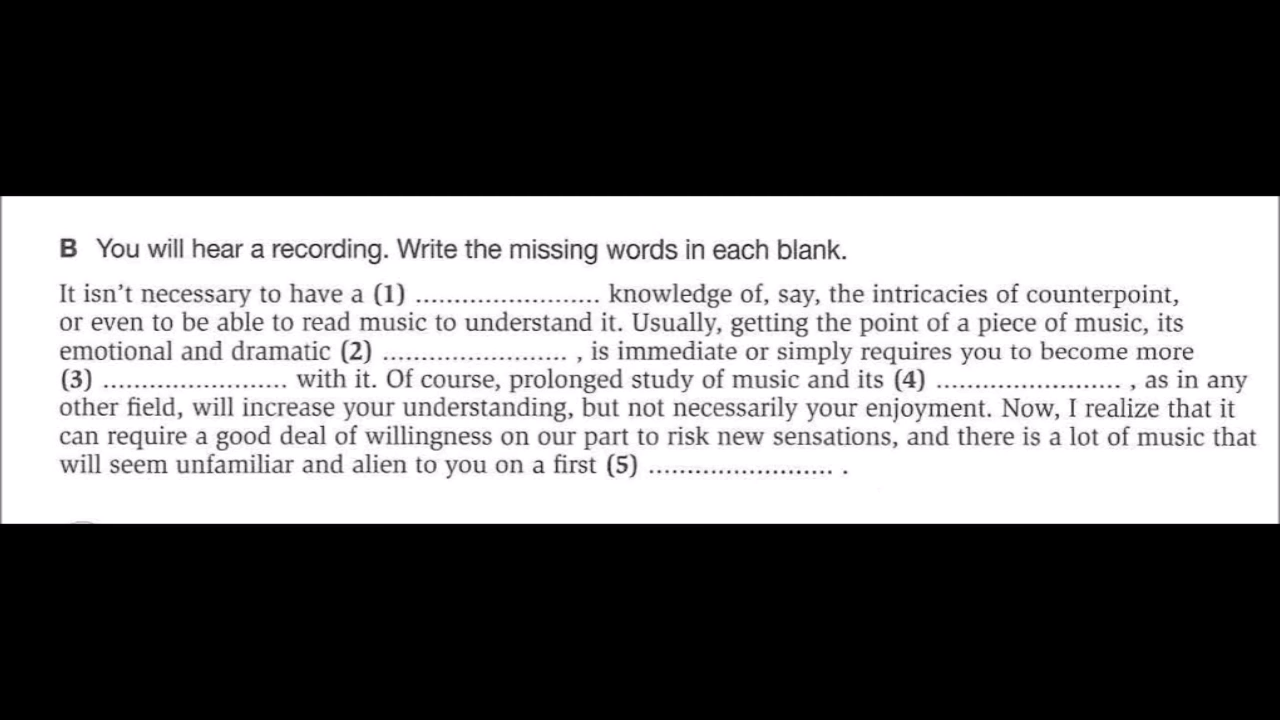 B You will hear a recording. Write the missing words in each blank.
It isn't necessary to have a (1) ........................ knowledge of, say, the intricacies of counterpoint,
or even to be able to read music to understand it. Usually, getting the point of a piece of music, its
emotional and dramatic (2) ........................ , is immediate or simply requires you to become more
(3) ........................ with it. Of course, prolonged study of music and its (4) ........................ , as in any
other field, will increase your understanding, but not necessarily your enjoyment. Now, I realize that it
can require a good deal of willingness on our part to risk new sensations, and there is a lot of music that
will seem unfamiliar and alien to you on a first (5) ........................ .